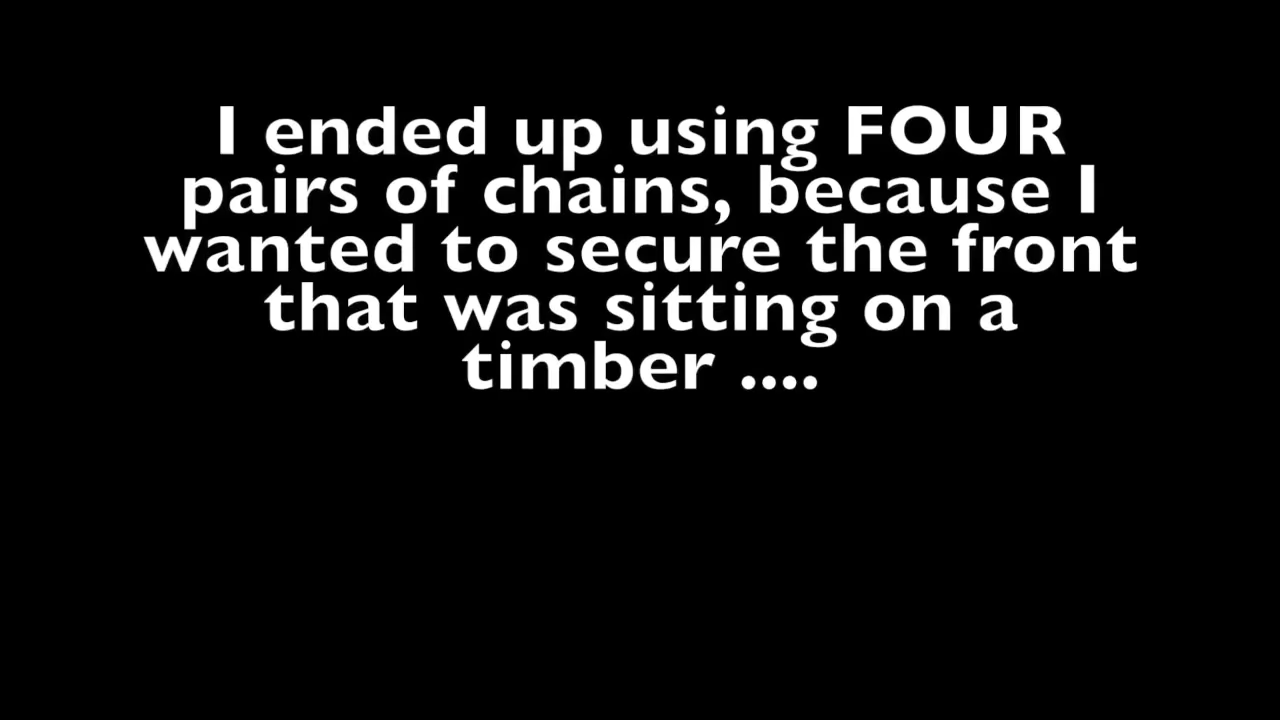 I ended up using FOUR
pairs of chains, because I
wanted to secure the front
that was sitting on a
timber ....